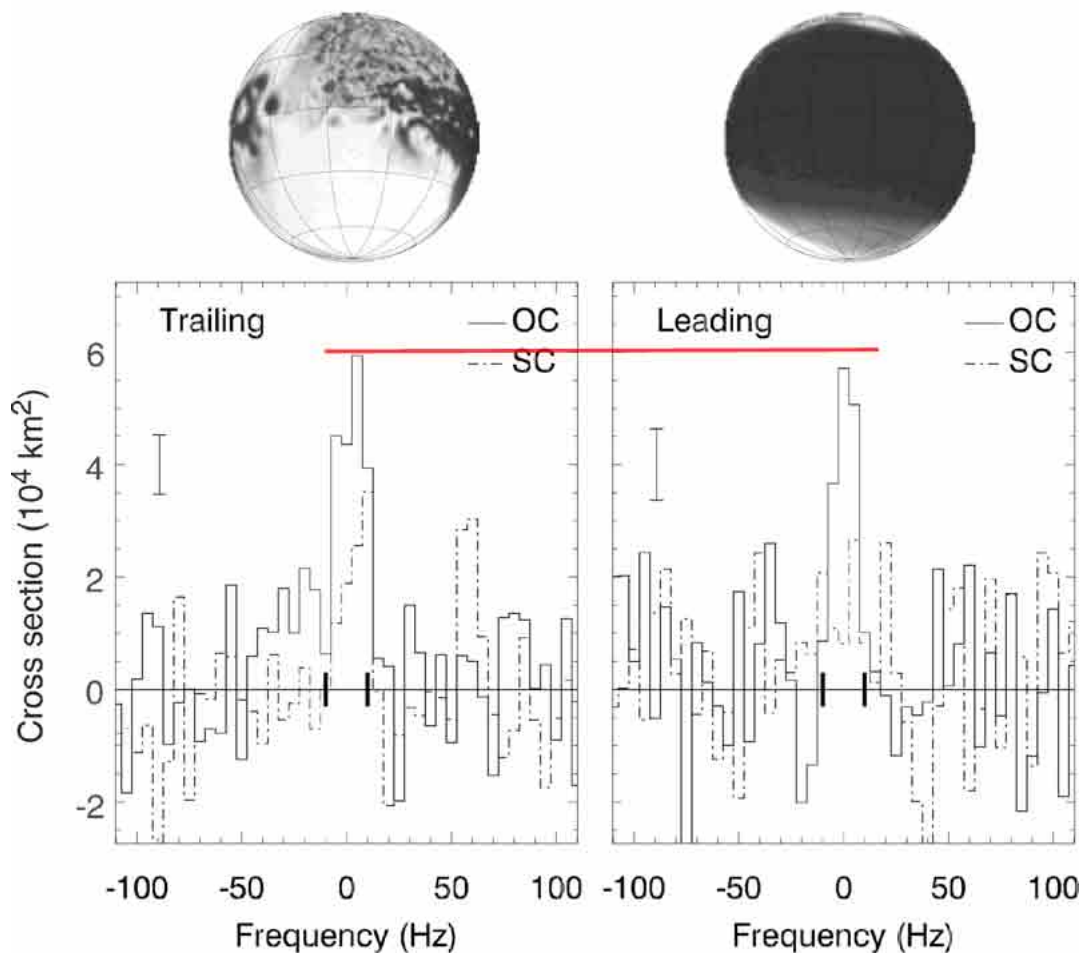 Trailing
OC
SC
Leading
OC
SC
Cross section (10⁴ km²)
6
4
2
0
-2
-100 -50 0 50 100
-100 -50 0 50 100
Frequency (Hz)
Frequency (Hz)